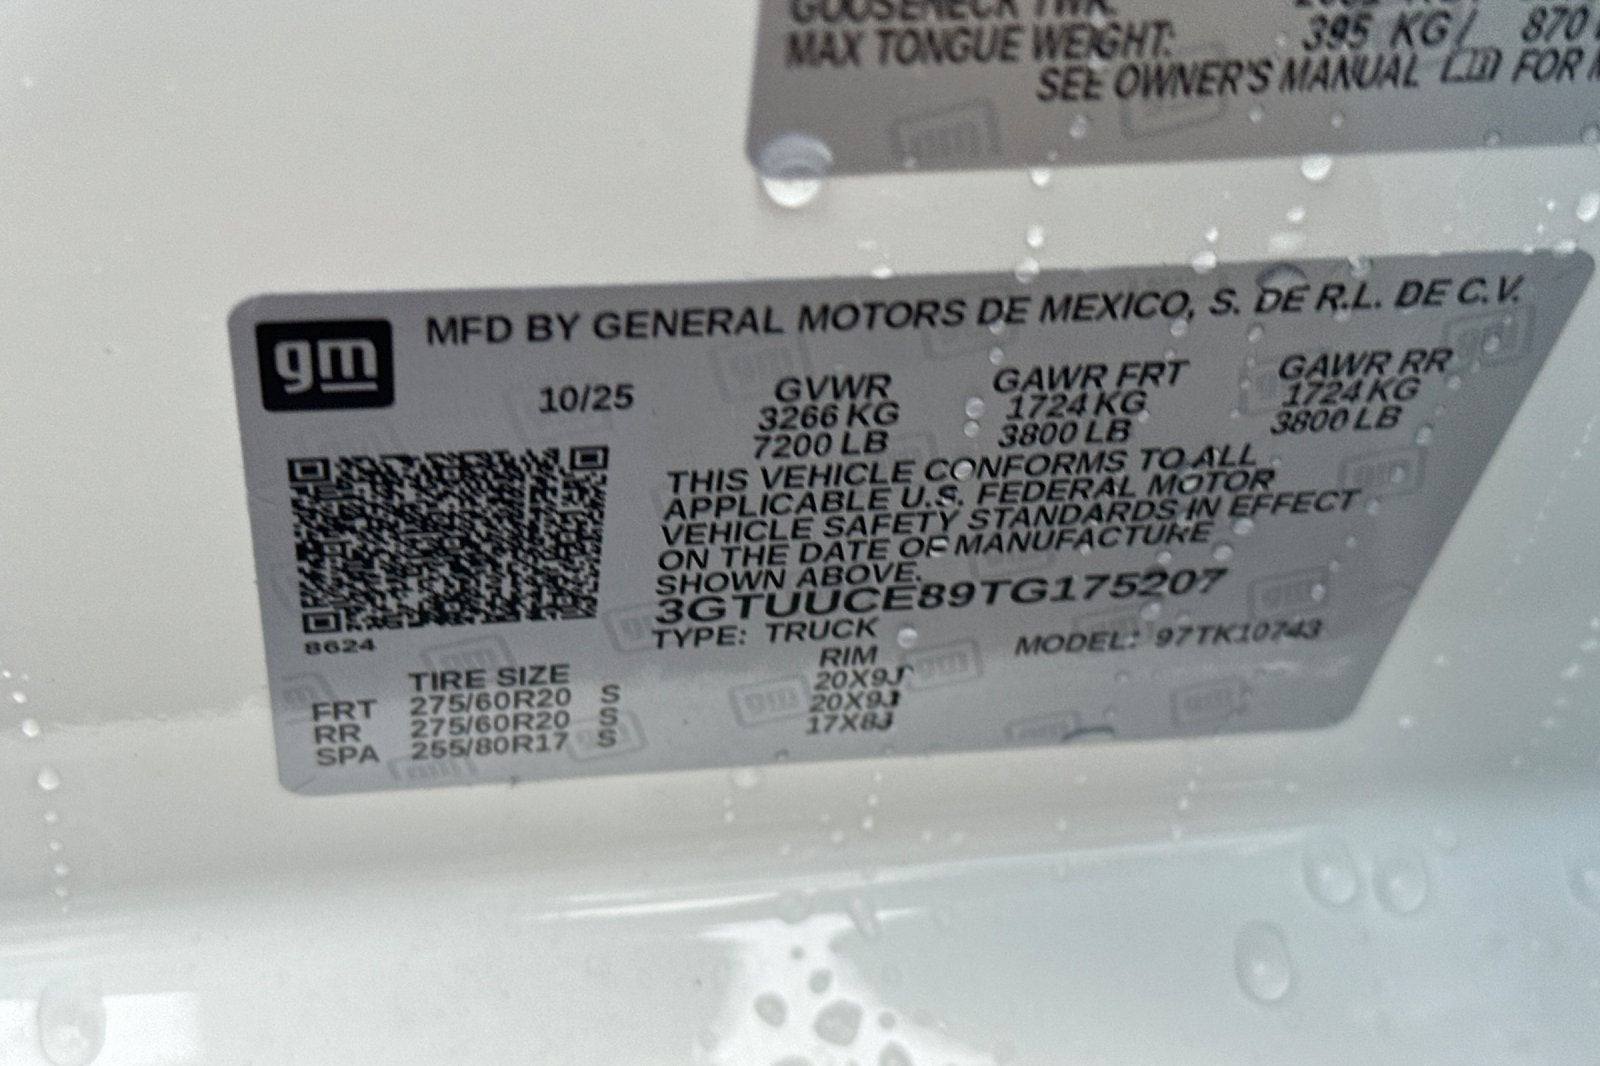 GOOSENECK TWR:
MAX TONGUE WEIGHT: 395 KG/ 870
SEE OWNER'S MANUAL FOR
gm
MFD BY GENERAL MOTORS DE MEXICO, S. DE R.L. DE C.V.
10/25
GVWR GAWR FRT GAWR RR
3266 KG 1724 KG 1724 KG
7200 LB 3800 LB 3800 LB
THIS VEHICLE CONFORMS TO ALL
APPLICABLE U.S. FEDERAL MOTOR
VEHICLE SAFETY STANDARDS IN EFFECT
ON THE DATE OF MANUFACTURE
SHOWN ABOVE.
3GTUUCE89TG175207
TYPE: TRUCK MODEL: 97TK10743
8624
TIRE SIZE RIM
FRT 275/60R20 S 20X9J
RR 275/60R20 S 20X9J
SPA 255/80R17 S 17X8J